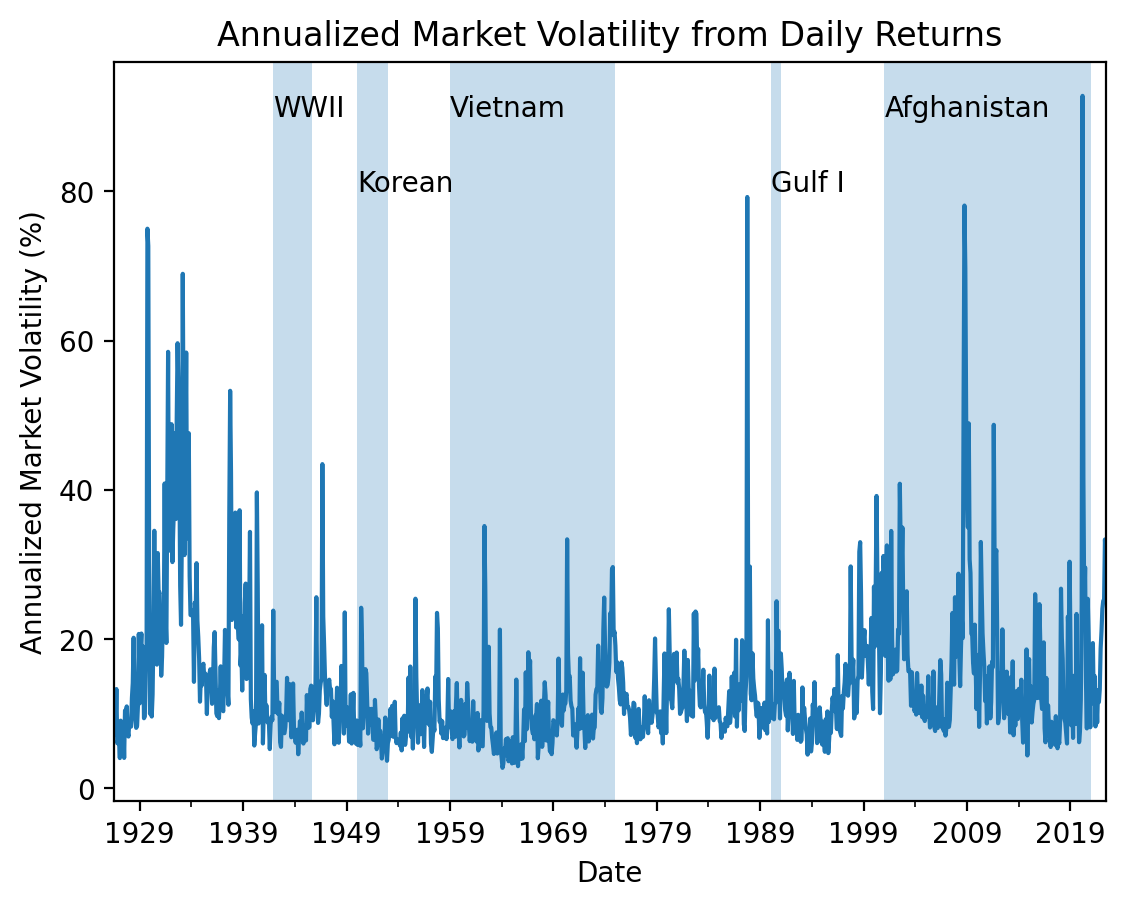 Annualized Market Volatility from Daily Returns
WWII
Vietnam
Afghanistan
Korean
Gulf I
Annualized Market Volatility (%)
80
60
40
20
0
1929 1939 1949 1959 1969 1979 1989 1999 2009 2019
Date